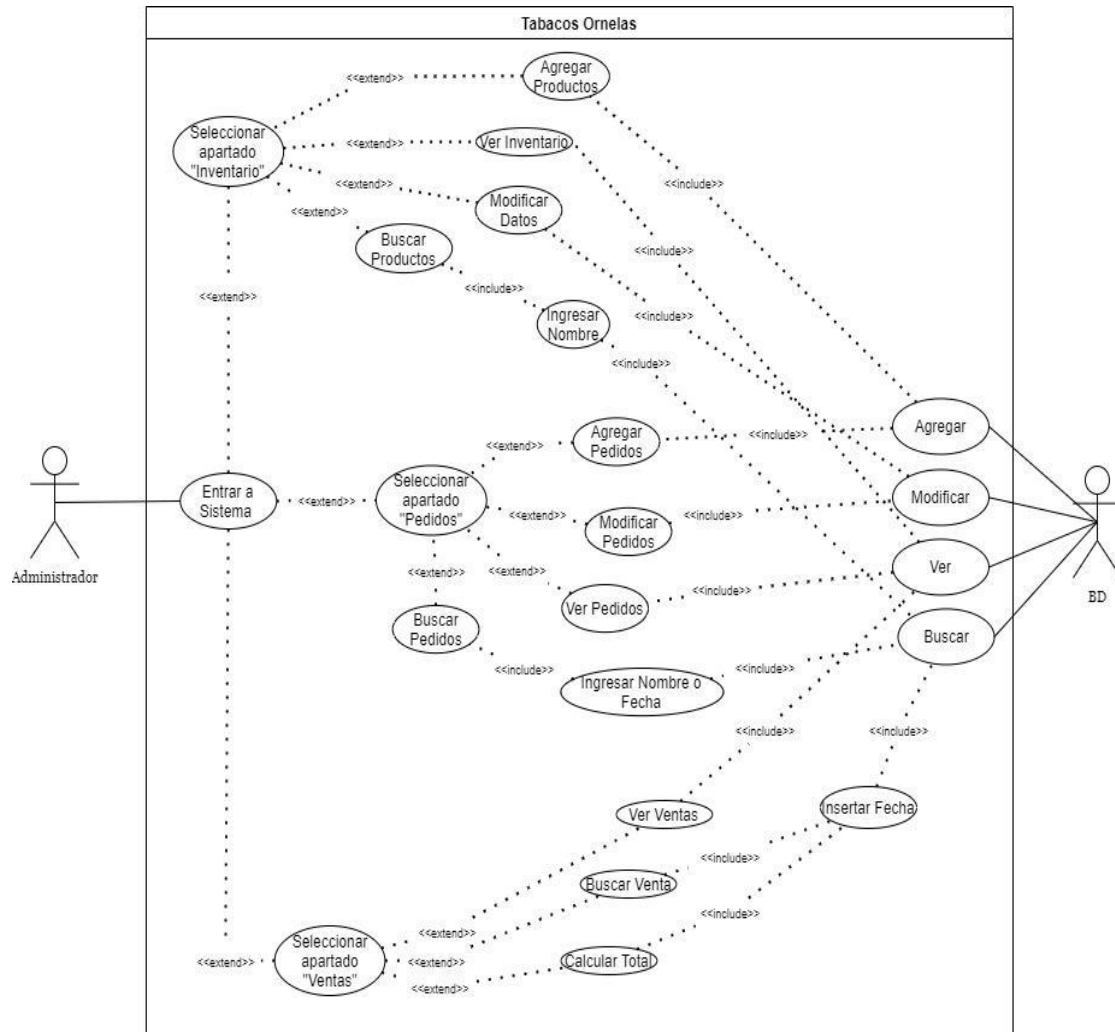 Tabacos Ornelas
<<extend>>
Agregar
Productos
Seleccionar
apartado
"Inventario"
<<extend>>
Ver Inventario
<<include>>
<<extend>>
Modificar
Datos
<<extend>>
Buscar
Productos
<<include>>
<<include>>
<<extend>>
Ingresar
Nombre
<<include>>
<<include>>
Agregar
Pedidos
<<include>>
Agregar
<<extend>>
Entrar a
Sistema
<<extend>>
Seleccionar
apartado
"Pedidos"
<<extend>>
Modificar
Pedidos
<<include>>
Modificar
Administrador
<<extend>>
<<extend>>
Ver Pedidos
<<include>>
Ver
BD
Buscar
Pedidos
<<include>>
Ingresar Nombre o
Fecha
<<include>>
Buscar
<<include>>
<<include>>
Ver Ventas
Insertar Fecha
Buscar Venta
<<include>>
<<include>>
<<extend>>
Seleccionar
apartado
"Ventas"
<<extend>>
<<extend>>
<<extend>>
Calcular Total